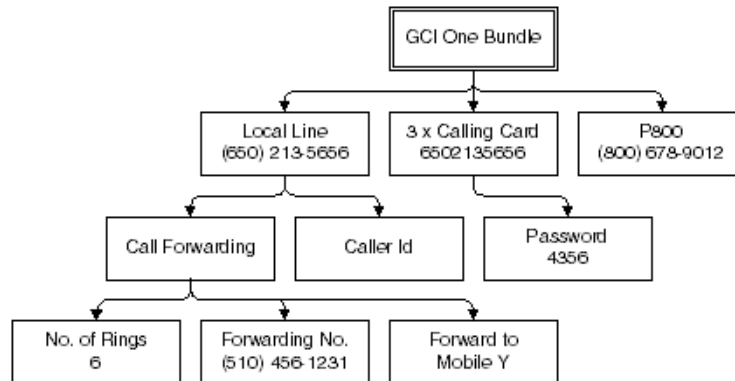 GCI One Bundle
Local Line
(650) 213-5656
3 x Calling Card
6502135656
P800
(800) 678-9012
Call Forwarding
Caller Id
Password
4356
No. of Rings
6
Forwarding No.
(510) 456-1231
Forward to
Mobile Y